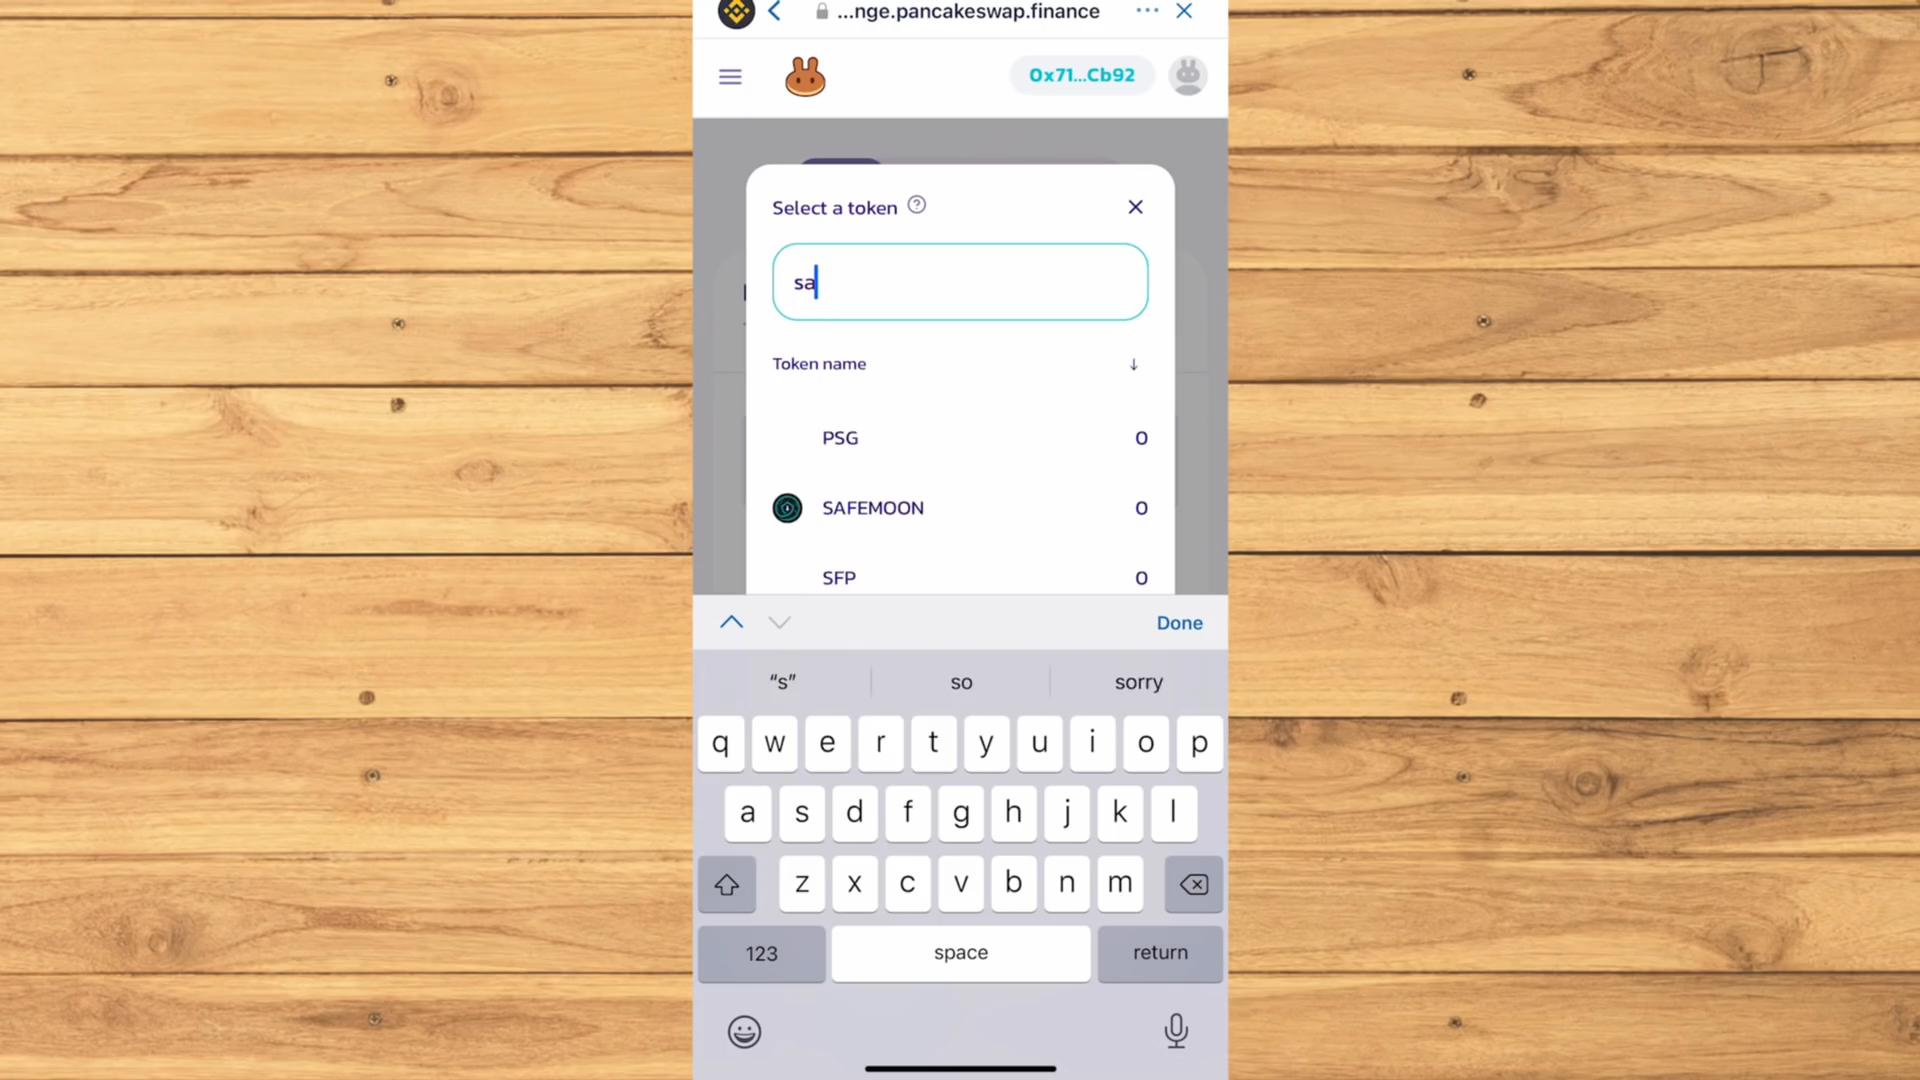 ...nge.pancakeswap.finance
0x71...Cb92
Select a token ?
sa
Token name ↓
PSG 0
SAFEMOON 0
SFP 0
Done
“s” so sorry
q w e r t y u i o p
a s d f g h j k l
z x c v b n m
123 space return